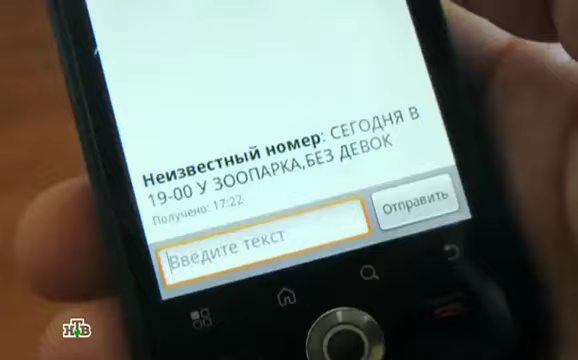 Неизвестный номер: СЕГОДНЯ В
19-00 У ЗООПАРКА,БЕЗ ДЕВОК
Получено: 17:22
Введите текст
Отправить
НТВ